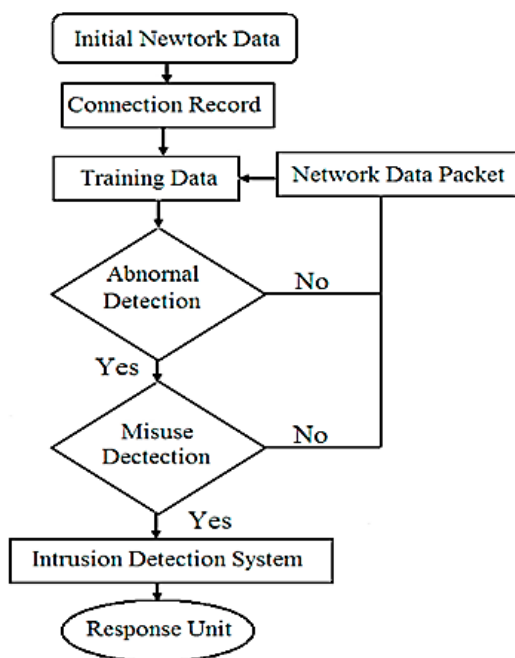 Initial Newtork Data
Connection Record
Training Data
Network Data Packet
Abnornal
Detection
No
Yes
Misuse
Dectection
No
Yes
Intrusion Detection System
Response Unit